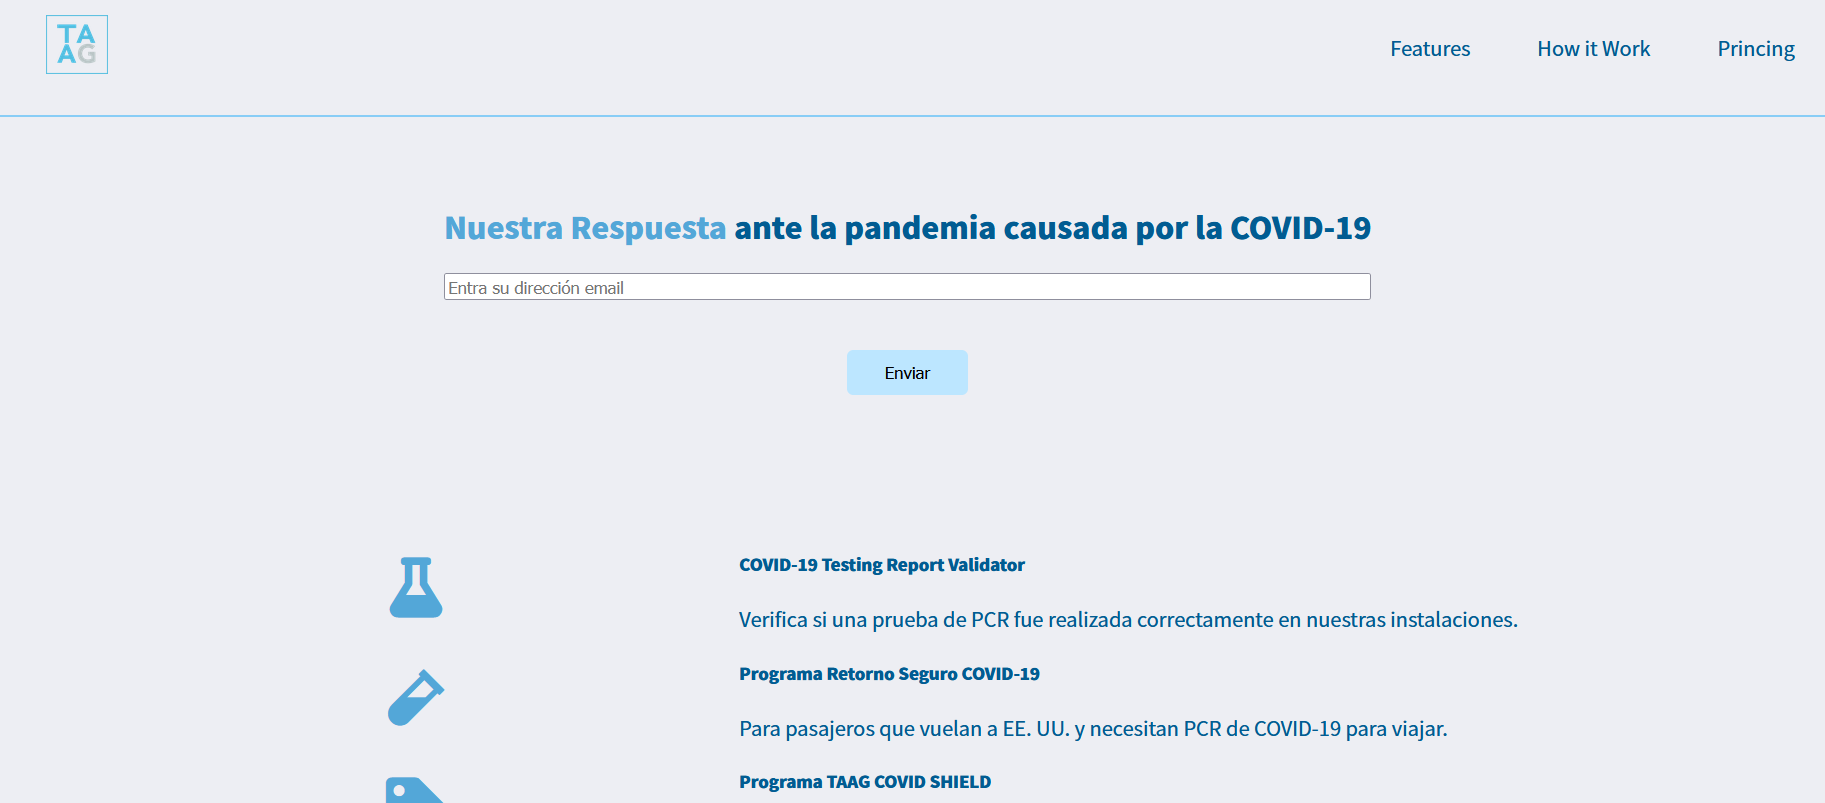 TA
AG
Features
How it Work
Princing
Nuestra Respuesta ante la pandemia causada por la COVID-19
Entra su dirección email
Enviar
COVID-19 Testing Report Validator
Verifica si una prueba de PCR fue realizada correctamente en nuestras instalaciones.
Programa Retorno Seguro COVID-19
Para pasajeros que vuelan a EE. UU. y necesitan PCR de COVID-19 para viajar.
Programa TAAG COVID SHIELD